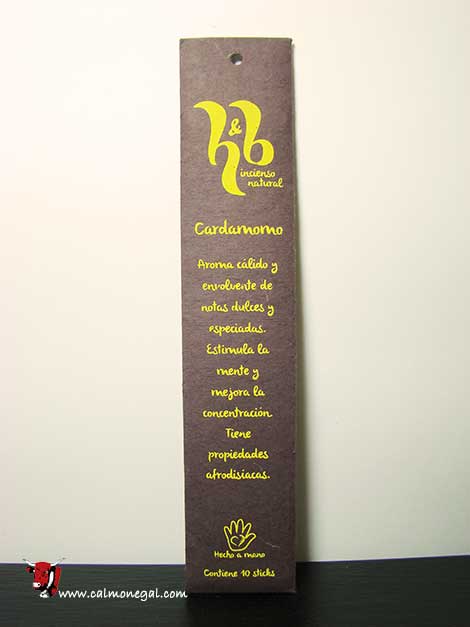 h&b
incienso
natural
Cardamomo
Aroma cálido y
envolvente de
notas dulces y
especiadas.
Estimula la
mente y
mejora la
concentración.
Tiene
propiedades
afrodisiacas.
Hecho a mano
Contiene 10 sticks
www.calmonegal.com